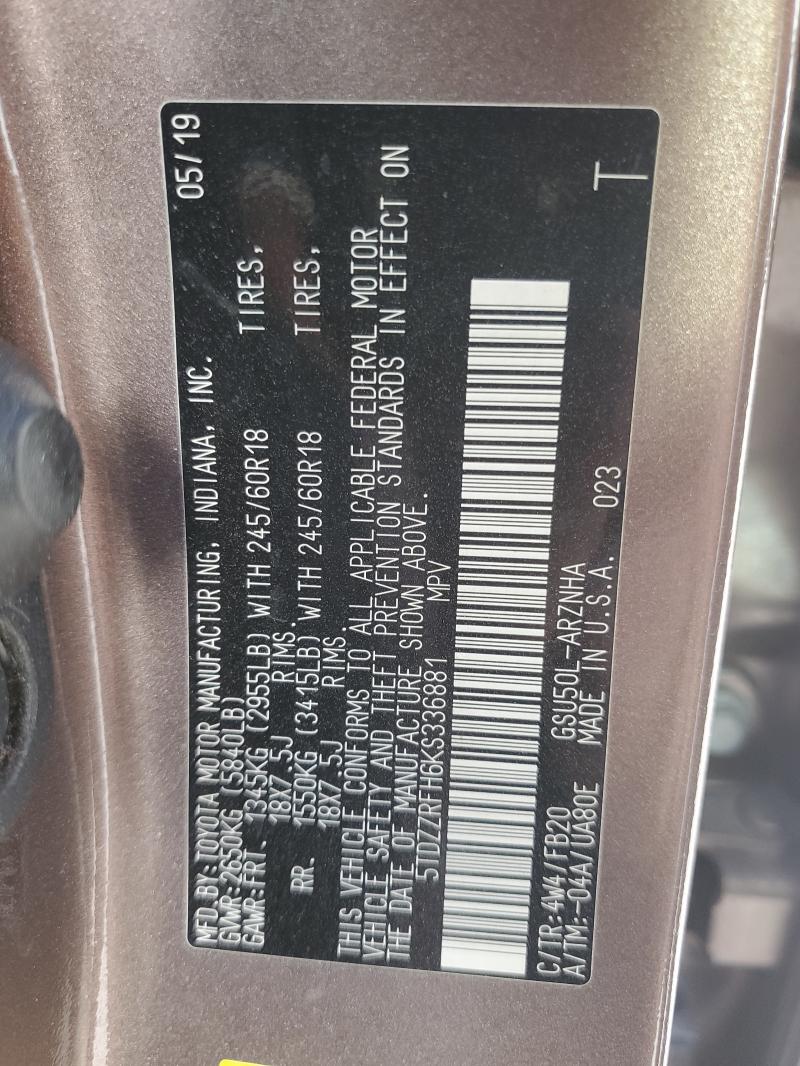 MFD BY:TOYOTA MOTOR MANUFACTURING, INDIANA, INC. 05/19
GVWR:2650KG (5840LB)
GAWR:FRT. 1345KG (2955LB) WITH 245/60R18 TIRES,
18X7.5J RIMS.
RR. 1550KG (3415LB) WITH 245/60R18 TIRES,
18X7.5J RIMS.
THIS VEHICLE CONFORMS TO ALL APPLICABLE FEDERAL MOTOR
VEHICLE SAFETY AND THEFT PREVENTION STANDARDS IN EFFECT ON
THE DATE OF MANUFACTURE SHOWN ABOVE.
5TDZZRFH6KS336881 MPV
C/TR:4W4/FB20 GSU50L-ARZNHA
A/TM:-04A/UA80E MADE IN U.S.A. 023 T